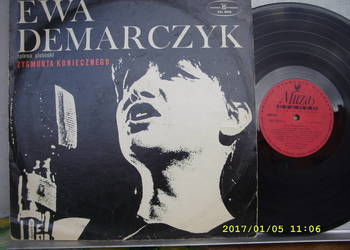 EWA
DEMARCZYK
śpiewa piosenki
ZYGMUNTA KONIECZNEGO
Muza
2017/01/05 11:06